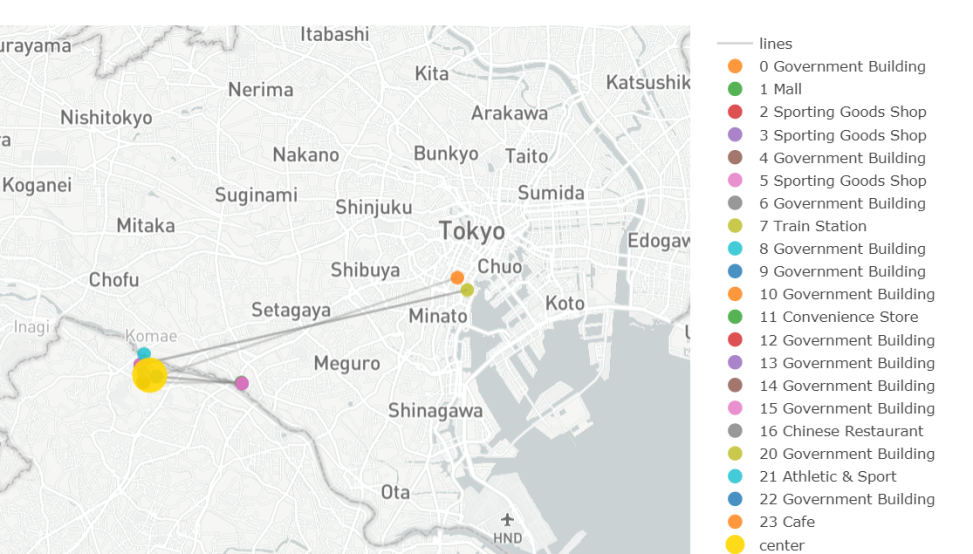 Itabashi
urayama
Kita
Katsushik
Nerima
Arakawa
Nishitokyo
Nakano
Bunkyo
Taito
Koganei
Suginami
Sumida
Shinjuku
Mitaka
Tokyo
Edogaw
Shibuya
Chuo
Chofu
Setagaya
Minato
Koto
Inagi
Komae
Meguro
Shinagawa
Ota
HND
lines
0 Government Building
1 Mall
2 Sporting Goods Shop
3 Sporting Goods Shop
4 Government Building
5 Sporting Goods Shop
6 Government Building
7 Train Station
8 Government Building
9 Government Building
10 Government Building
11 Convenience Store
12 Government Building
13 Government Building
14 Government Building
15 Government Building
16 Chinese Restaurant
20 Government Building
21 Athletic & Sport
22 Government Building
23 Cafe
center